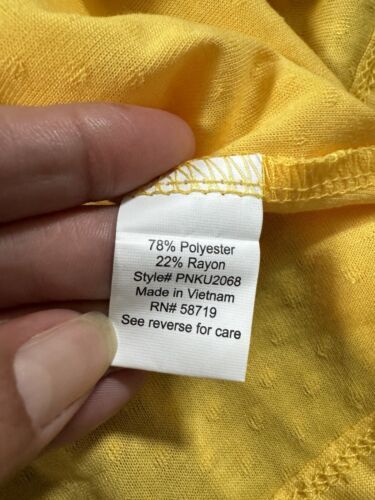 78% Polyester
22% Rayon
Style# PNKU2068
Made in Vietnam
RN# 58719
See reverse for care